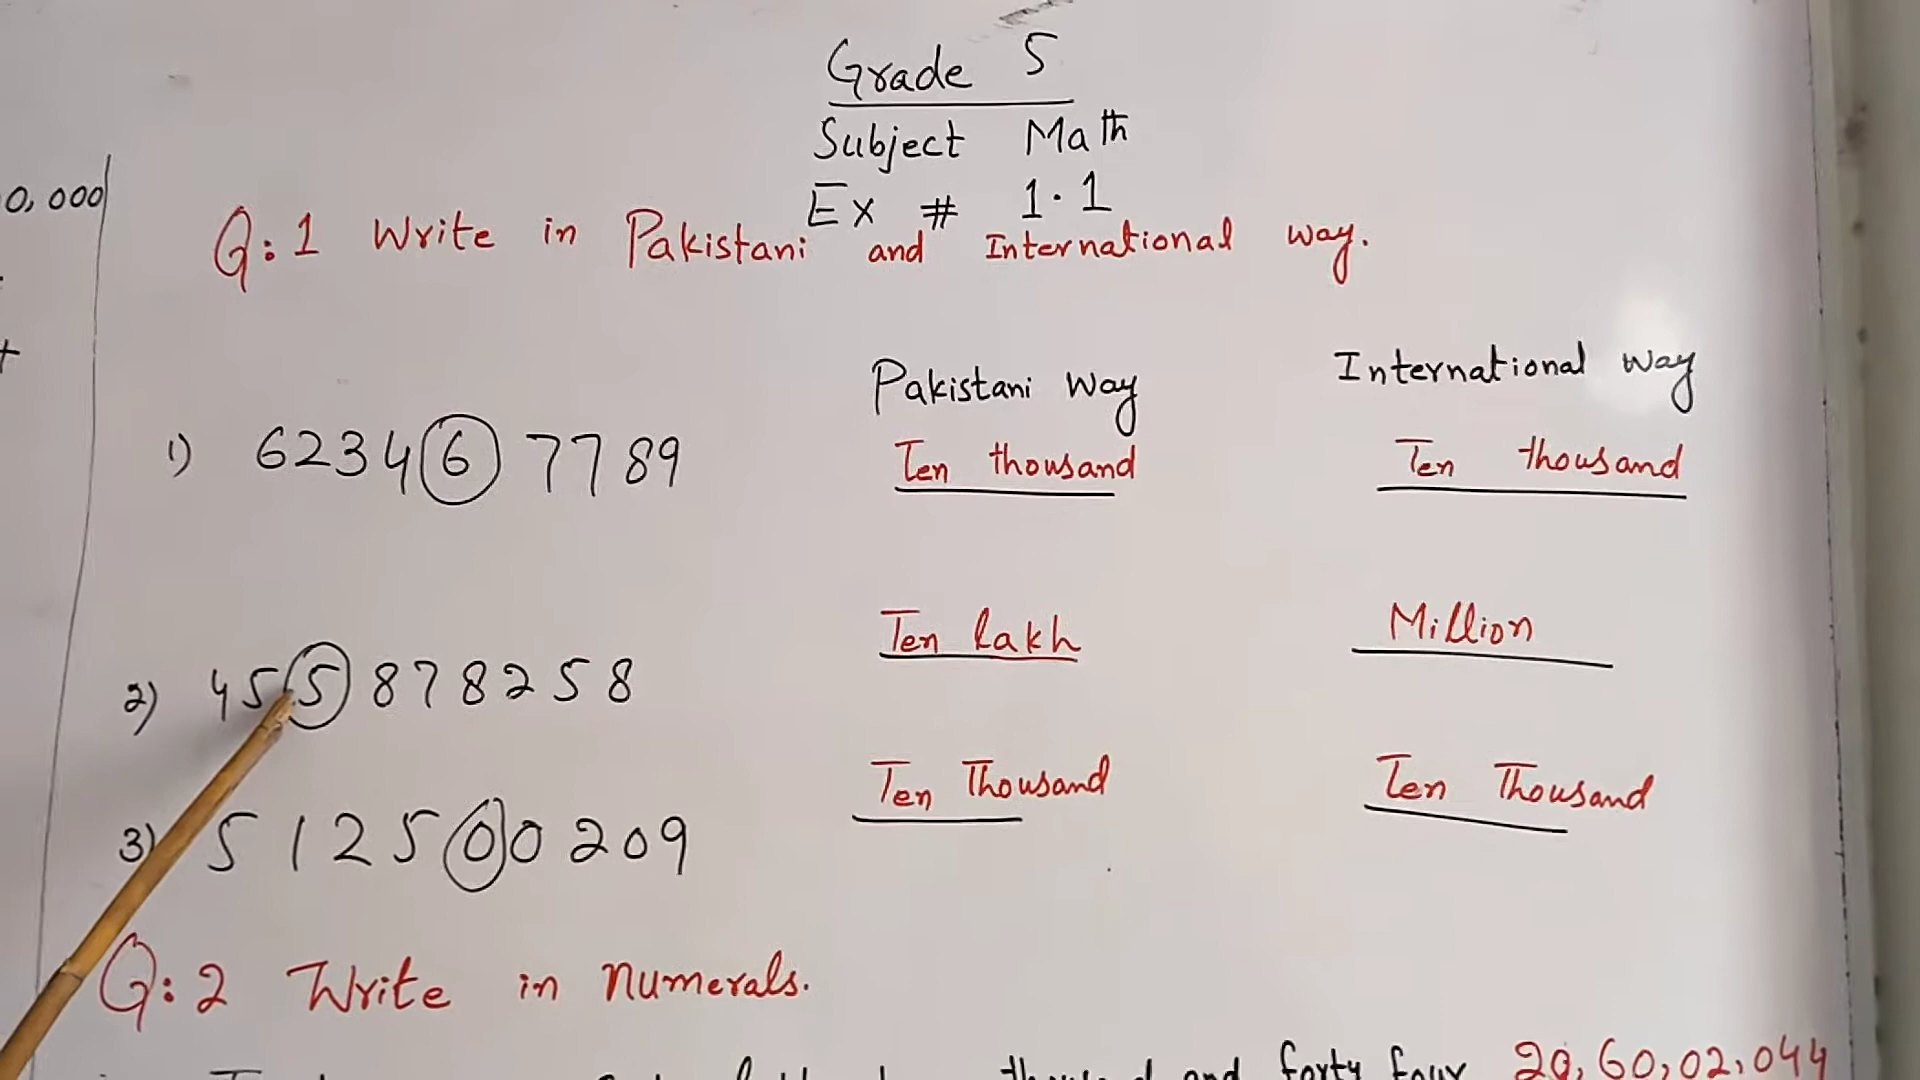 Grade 5
Subject Math
Ex # 1.1
0,000
Q:1 Write in Pakistani and International way.
Pakistani way International way
1) 623467789 Ten thousand Ten thousand
2) 455878258 Ten lakh Million
3) 512500209 Ten Thousand Ten Thousand
Q:2 Write in numerals.
thousand and forty four 20,60,02,044